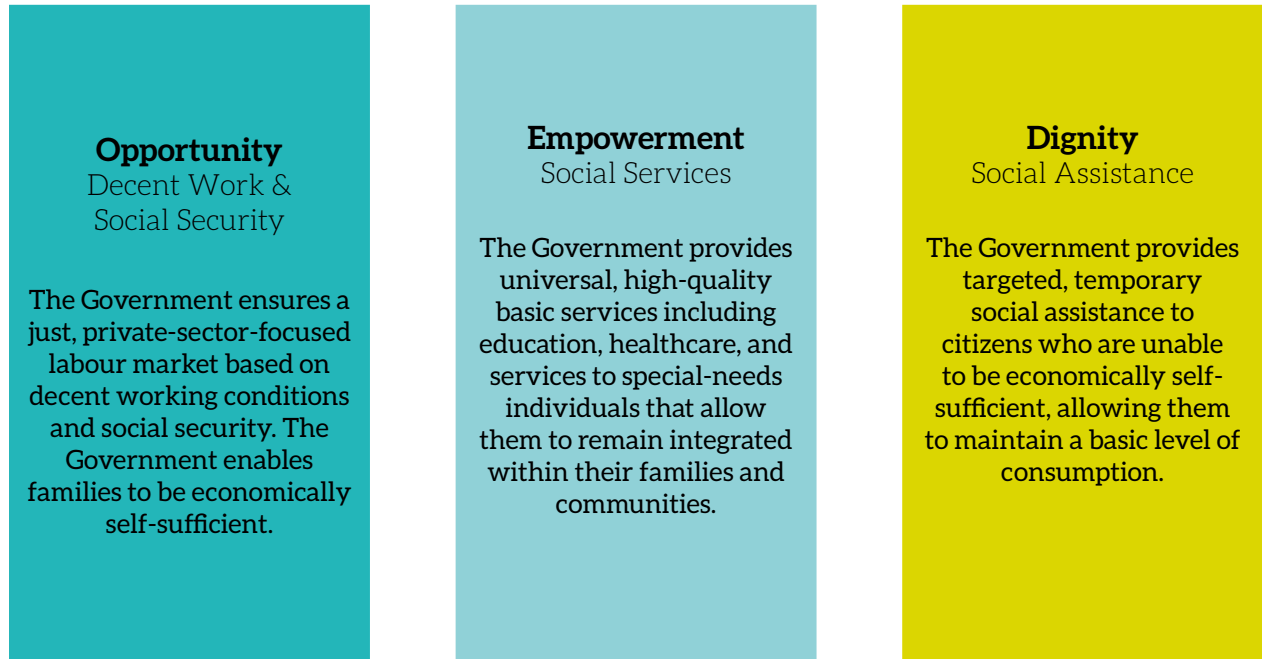 Opportunity
Decent Work &
Social Security
The Government ensures a
just, private-sector-focused
labour market based on
decent working conditions
and social security. The
Government enables
families to be economically
self-sufficient.
Empowerment
Social Services
The Government provides
universal, high-quality
basic services including
education, healthcare, and
services to special-needs
individuals that allow
them to remain integrated
within their families and
communities.
Dignity
Social Assistance
The Government provides
targeted, temporary
social assistance to
citizens who are unable
to be economically self-
sufficient, allowing them
to maintain a basic level of
consumption.